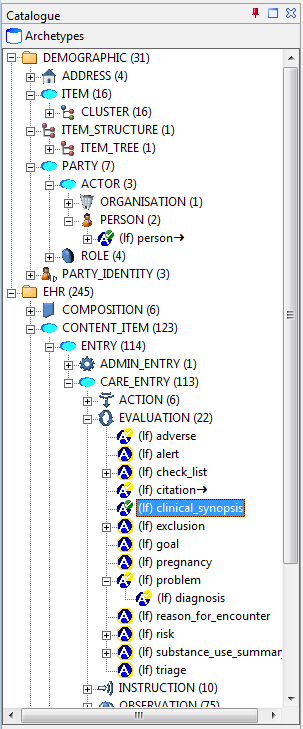 Catalogue
Archetypes
DEMOGRAPHIC (31)
ADDRESS (4)
ITEM (16)
CLUSTER (16)
ITEM_STRUCTURE (1)
ITEM_TREE (1)
PARTY (7)
ACTOR (3)
ORGANISATION (1)
PERSON (2)
(lf) person→
ROLE (4)
PARTY_IDENTITY (3)
EHR (245)
COMPOSITION (6)
CONTENT_ITEM (123)
ENTRY (114)
ADMIN_ENTRY (1)
CARE_ENTRY (113)
ACTION (6)
EVALUATION (22)
(lf) adverse
(lf) alert
(lf) check_list
(lf) citation→
(lf) clinical_synopsis
(lf) exclusion
(lf) goal
(lf) pregnancy
(lf) problem
(lf) diagnosis
(lf) reason_for_encounter
(lf) risk
(lf) substance_use_summar
(lf) triage
INSTRUCTION (10)
OBSERVATION (75)